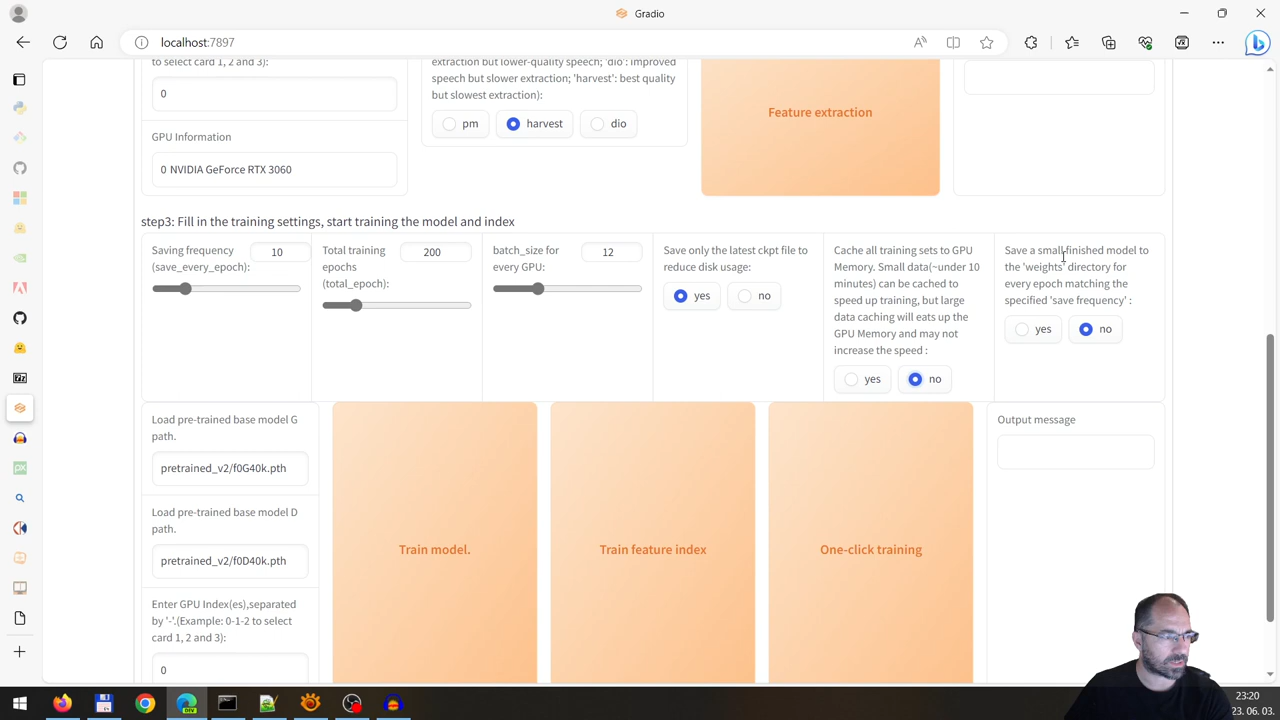 Gradio
localhost:7897
to select card 1, 2 and 3):
0
GPU Information
0 NVIDIA GeForce RTX 3060
extraction but lower-quality speech; 'dio': improved
speech but slower extraction; 'harvest': best quality
but slowest extraction):
pm
harvest
dio
Feature extraction
step3: Fill in the training settings, start training the model and index
Saving frequency
(save_every_epoch):
10
Total training
epochs
(total_epoch):
200
batch_size for
every GPU:
12
Save only the latest ckpt file to
reduce disk usage:
yes
no
Cache all training sets to GPU
Memory. Small data(~under 10
minutes) can be cached to
speed up training, but large
data caching will eats up the
GPU Memory and may not
increase the speed :
yes
no
Save a small finished model to
the 'weights' directory for
every epoch matching the
specified 'save frequency' :
yes
no
Load pre-trained base model G
path.
pretrained_v2/f0G40k.pth
Load pre-trained base model D
path.
pretrained_v2/f0D40k.pth
Enter GPU Index(es),separated
by '-'.(Example: 0-1-2 to select
card 1, 2 and 3):
0
Train model.
Train feature index
One-click training
Output message
23:20
23. 06. 03.